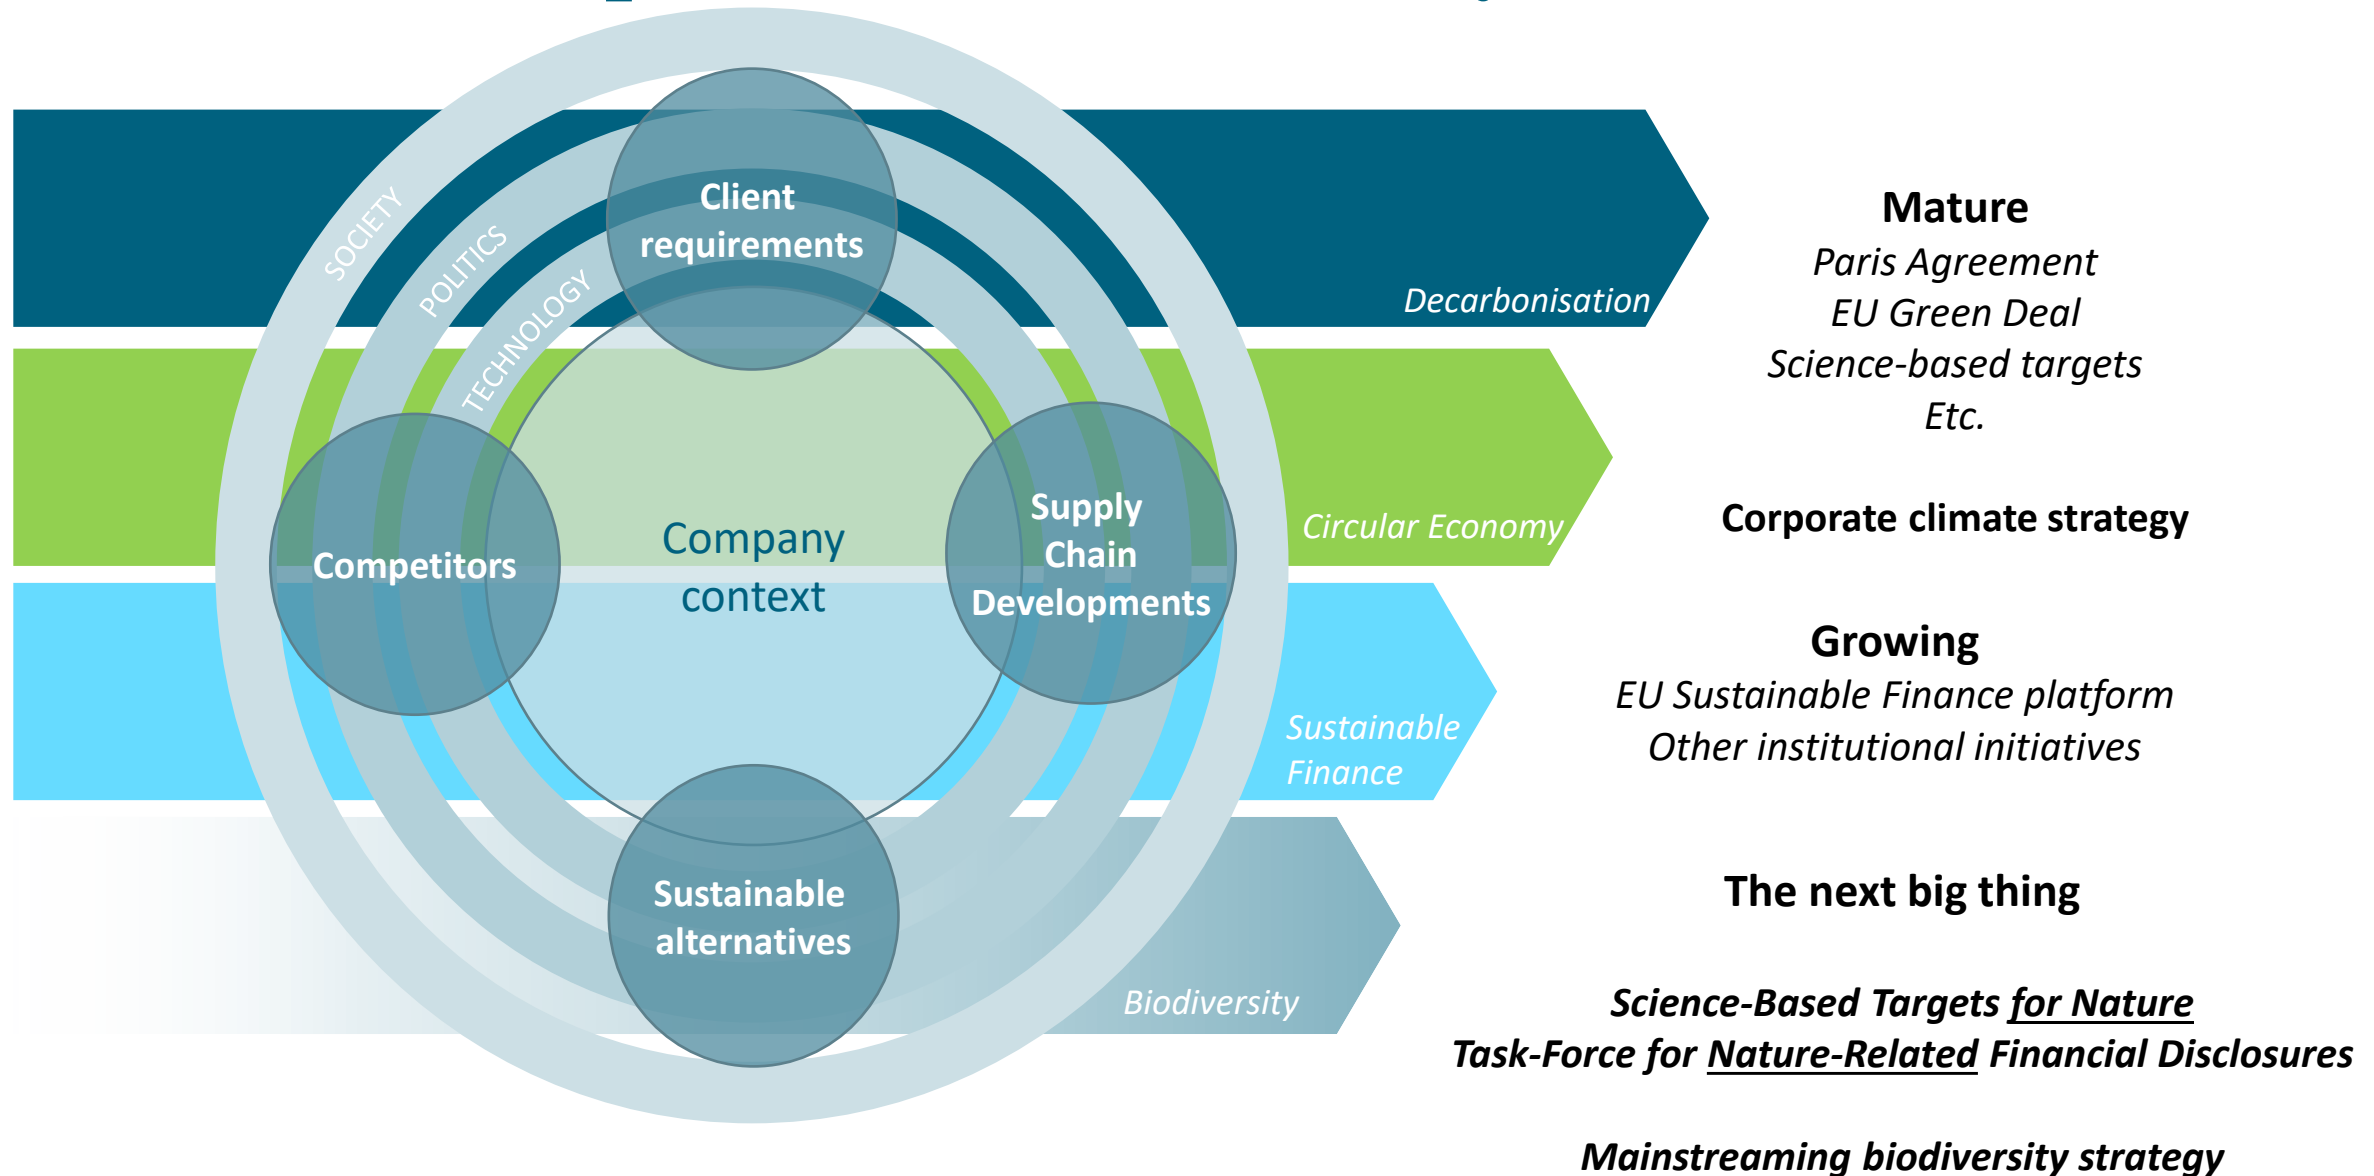 SOCIETY
POLITICS
TECHNOLOGY
Client
requirements
Competitors
Company
context
Supply
Chain
Developments
Sustainable
alternatives
Decarbonisation
Circular Economy
Sustainable
Finance
Biodiversity
Mature
Paris Agreement
EU Green Deal
Science-based targets
Etc.
Corporate climate strategy
Growing
EU Sustainable Finance platform
Other institutional initiatives
The next big thing
Science-Based Targets for Nature
Task-Force for Nature-Related Financial Disclosures
Mainstreaming biodiversity strategy